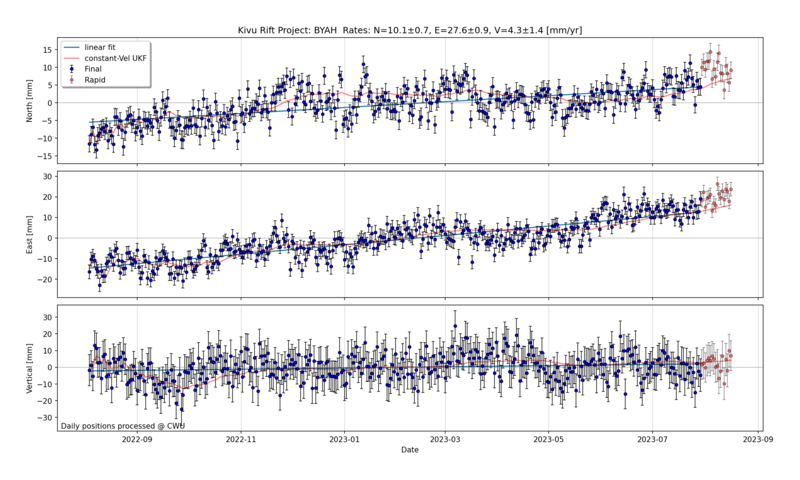 Kivu Rift Project: BYAH Rates: N=10.1±0.7, E=27.6±0.9, V=4.3±1.4 [mm/yr]
linear fit
constant-Vel UKF
Final
Rapid
North [mm]
15
10
5
0
−5
−10
−15
East [mm]
30
20
10
0
−10
−20
Vertical [mm]
30
20
10
0
−10
−20
−30
Daily positions processed @ CWU
2022-09
2022-11
2023-01
2023-03
2023-05
2023-07
2023-09
Date